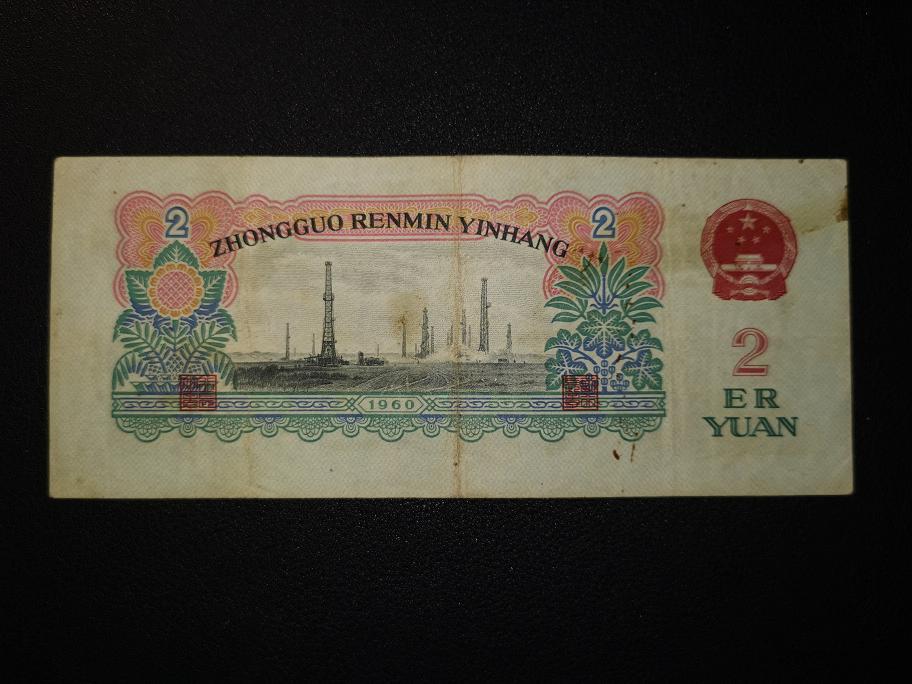 2
2
ZHONGGUO RENMIN YINHANG
1960
2
ER
YUAN